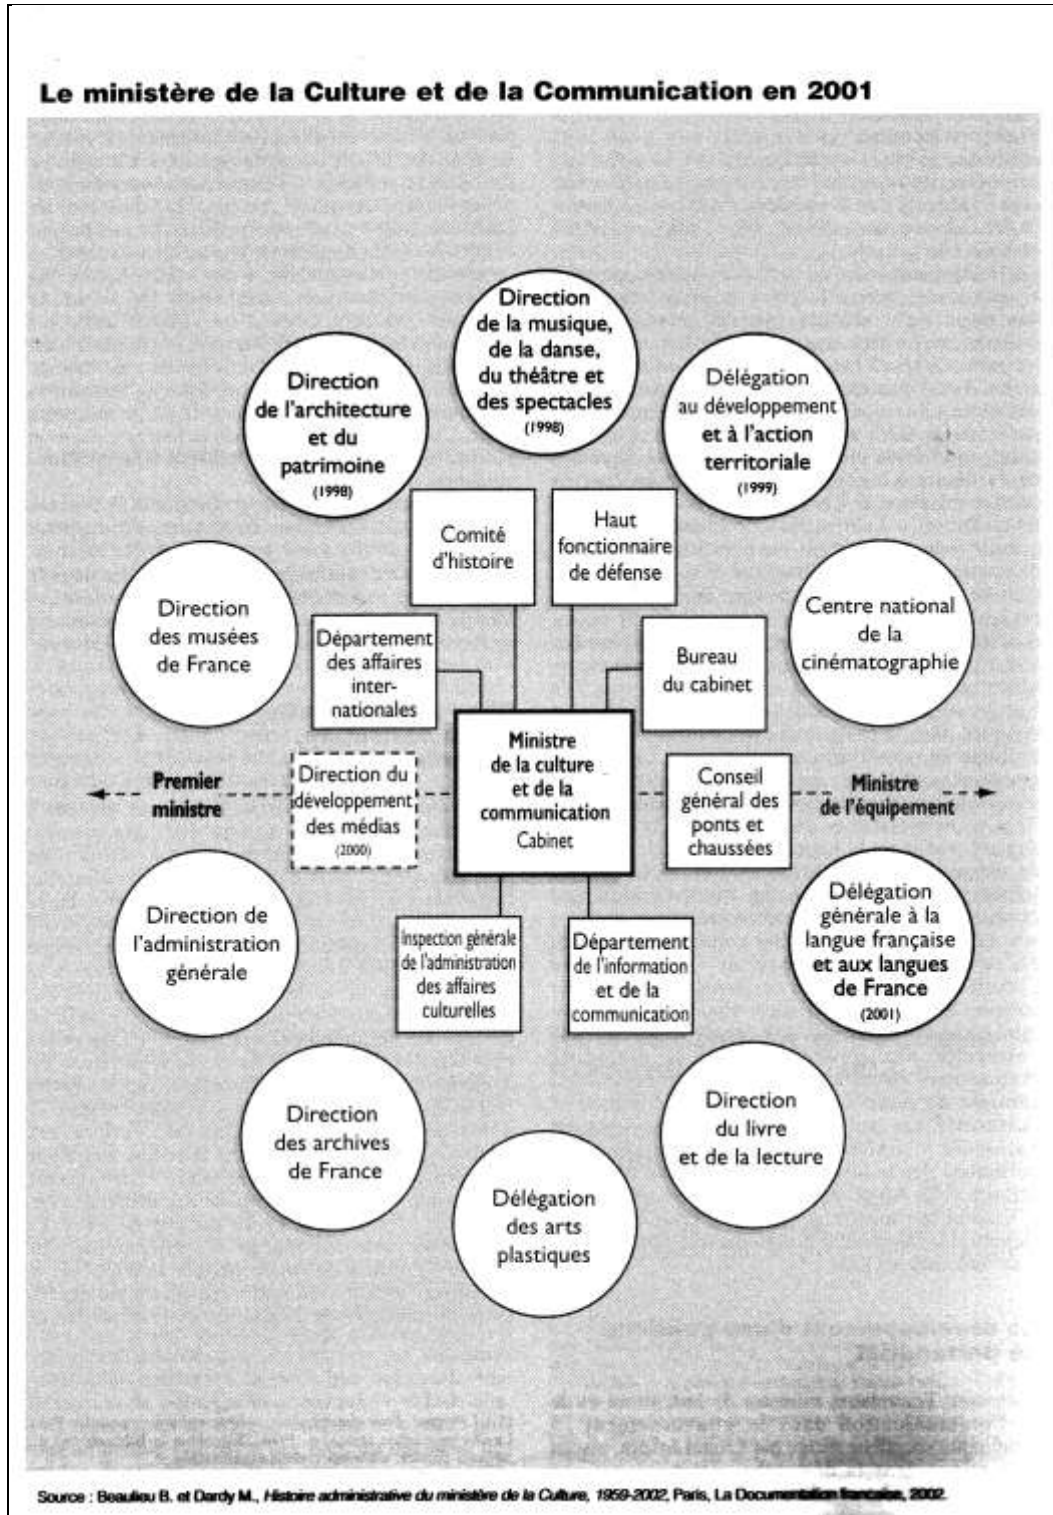 Le ministère de la Culture et de la Communication en 2001
Direction
de la musique,
de la danse,
du théâtre et
des spectacles
(1998)
Direction
de l'architecture
et du
patrimoine
(1998)
Délégation
au développement
et à l'action
territoriale
(1999)
Comité
d'histoire
Haut
fonctionnaire
de défense
Direction
des musées
de France
Centre national
de la
cinématographie
Département
des affaires
inter-
nationales
Bureau
du cabinet
Ministre
de la culture
et de la
communication
Cabinet
Premier
ministre
Direction du
développement
des médias
(2000)
Conseil
général des
ponts et
chaussées
Ministre
de l'équipement
Direction de
l'administration
générale
Inspection générale
de l'administration
des affaires
culturelles
Département
de l'information
et de la
communication
Délégation
générale à la
langue française
et aux langues
de France
(2001)
Direction
des archives
de France
Délégation
des arts
plastiques
Direction
du livre
et de la lecture
Source : Beaulieu B. et Dardy M., Histoire administrative du ministère de la Culture, 1959-2002, Paris, La Documentation française, 2002.